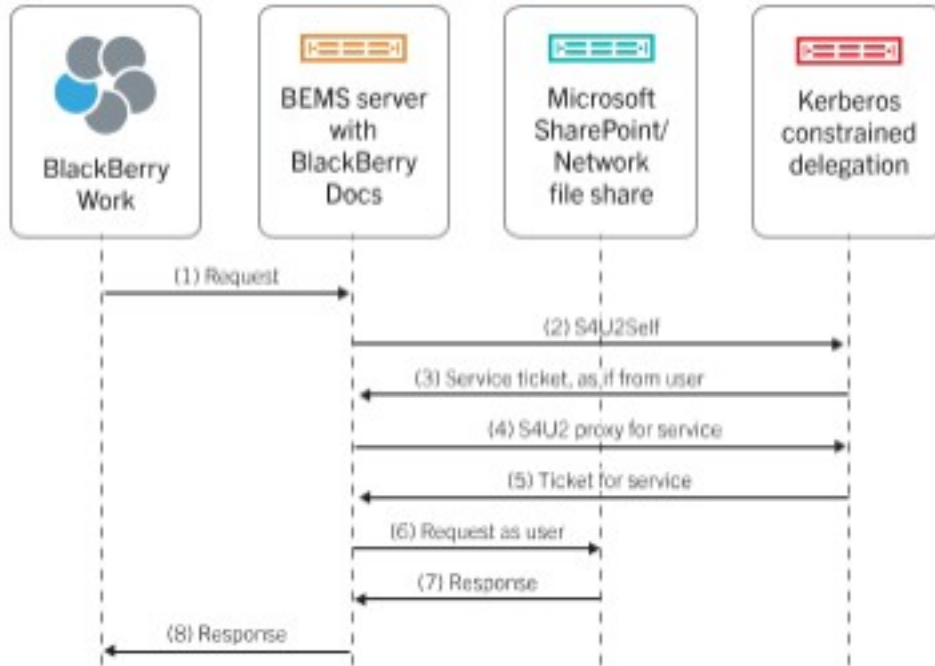 BlackBerry
Work
BEMS server
with
BlackBerry
Docs
Microsoft
SharePoint/
Network
file share
Kerberos
constrained
delegation
(1) Request
(2) S4U2Self
(3) Service ticket, as if from user
(4) S4U2 proxy for service
(5) Ticket for service
(6) Request as user
(7) Response
(8) Response